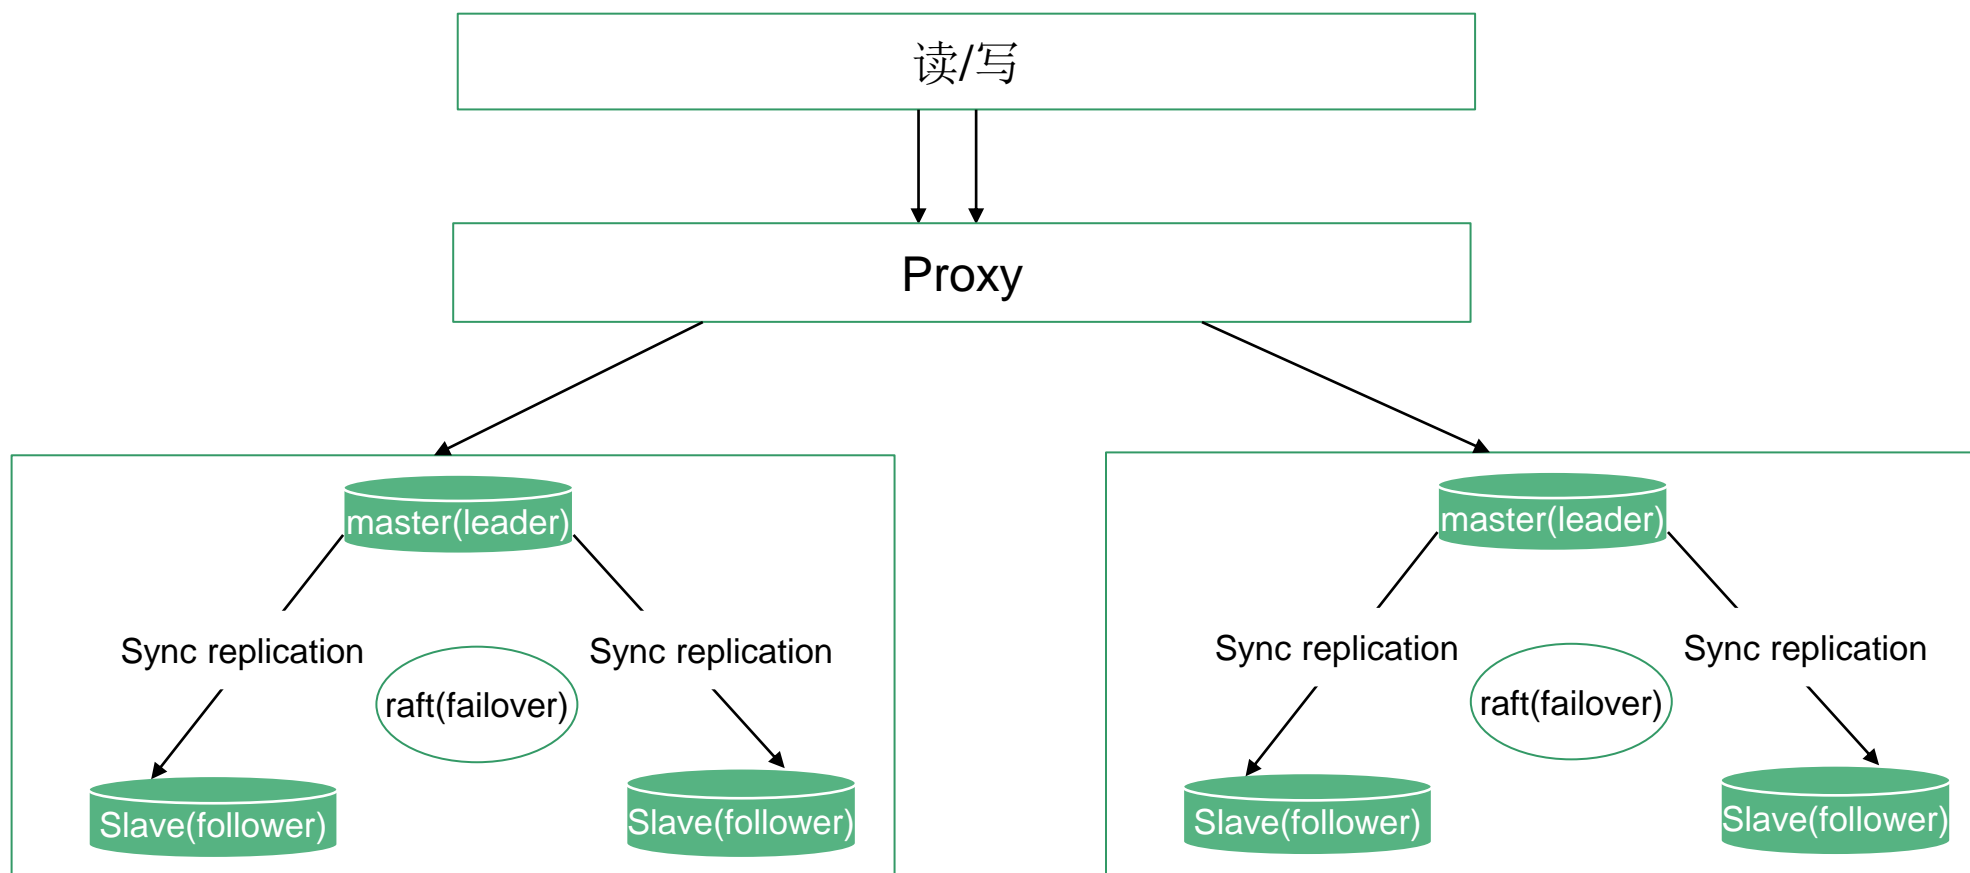 读/写
Proxy
master(leader)
Sync replication
Sync replication
raft(failover)
Slave(follower)
Slave(follower)
master(leader)
Sync replication
Sync replication
raft(failover)
Slave(follower)
Slave(follower)